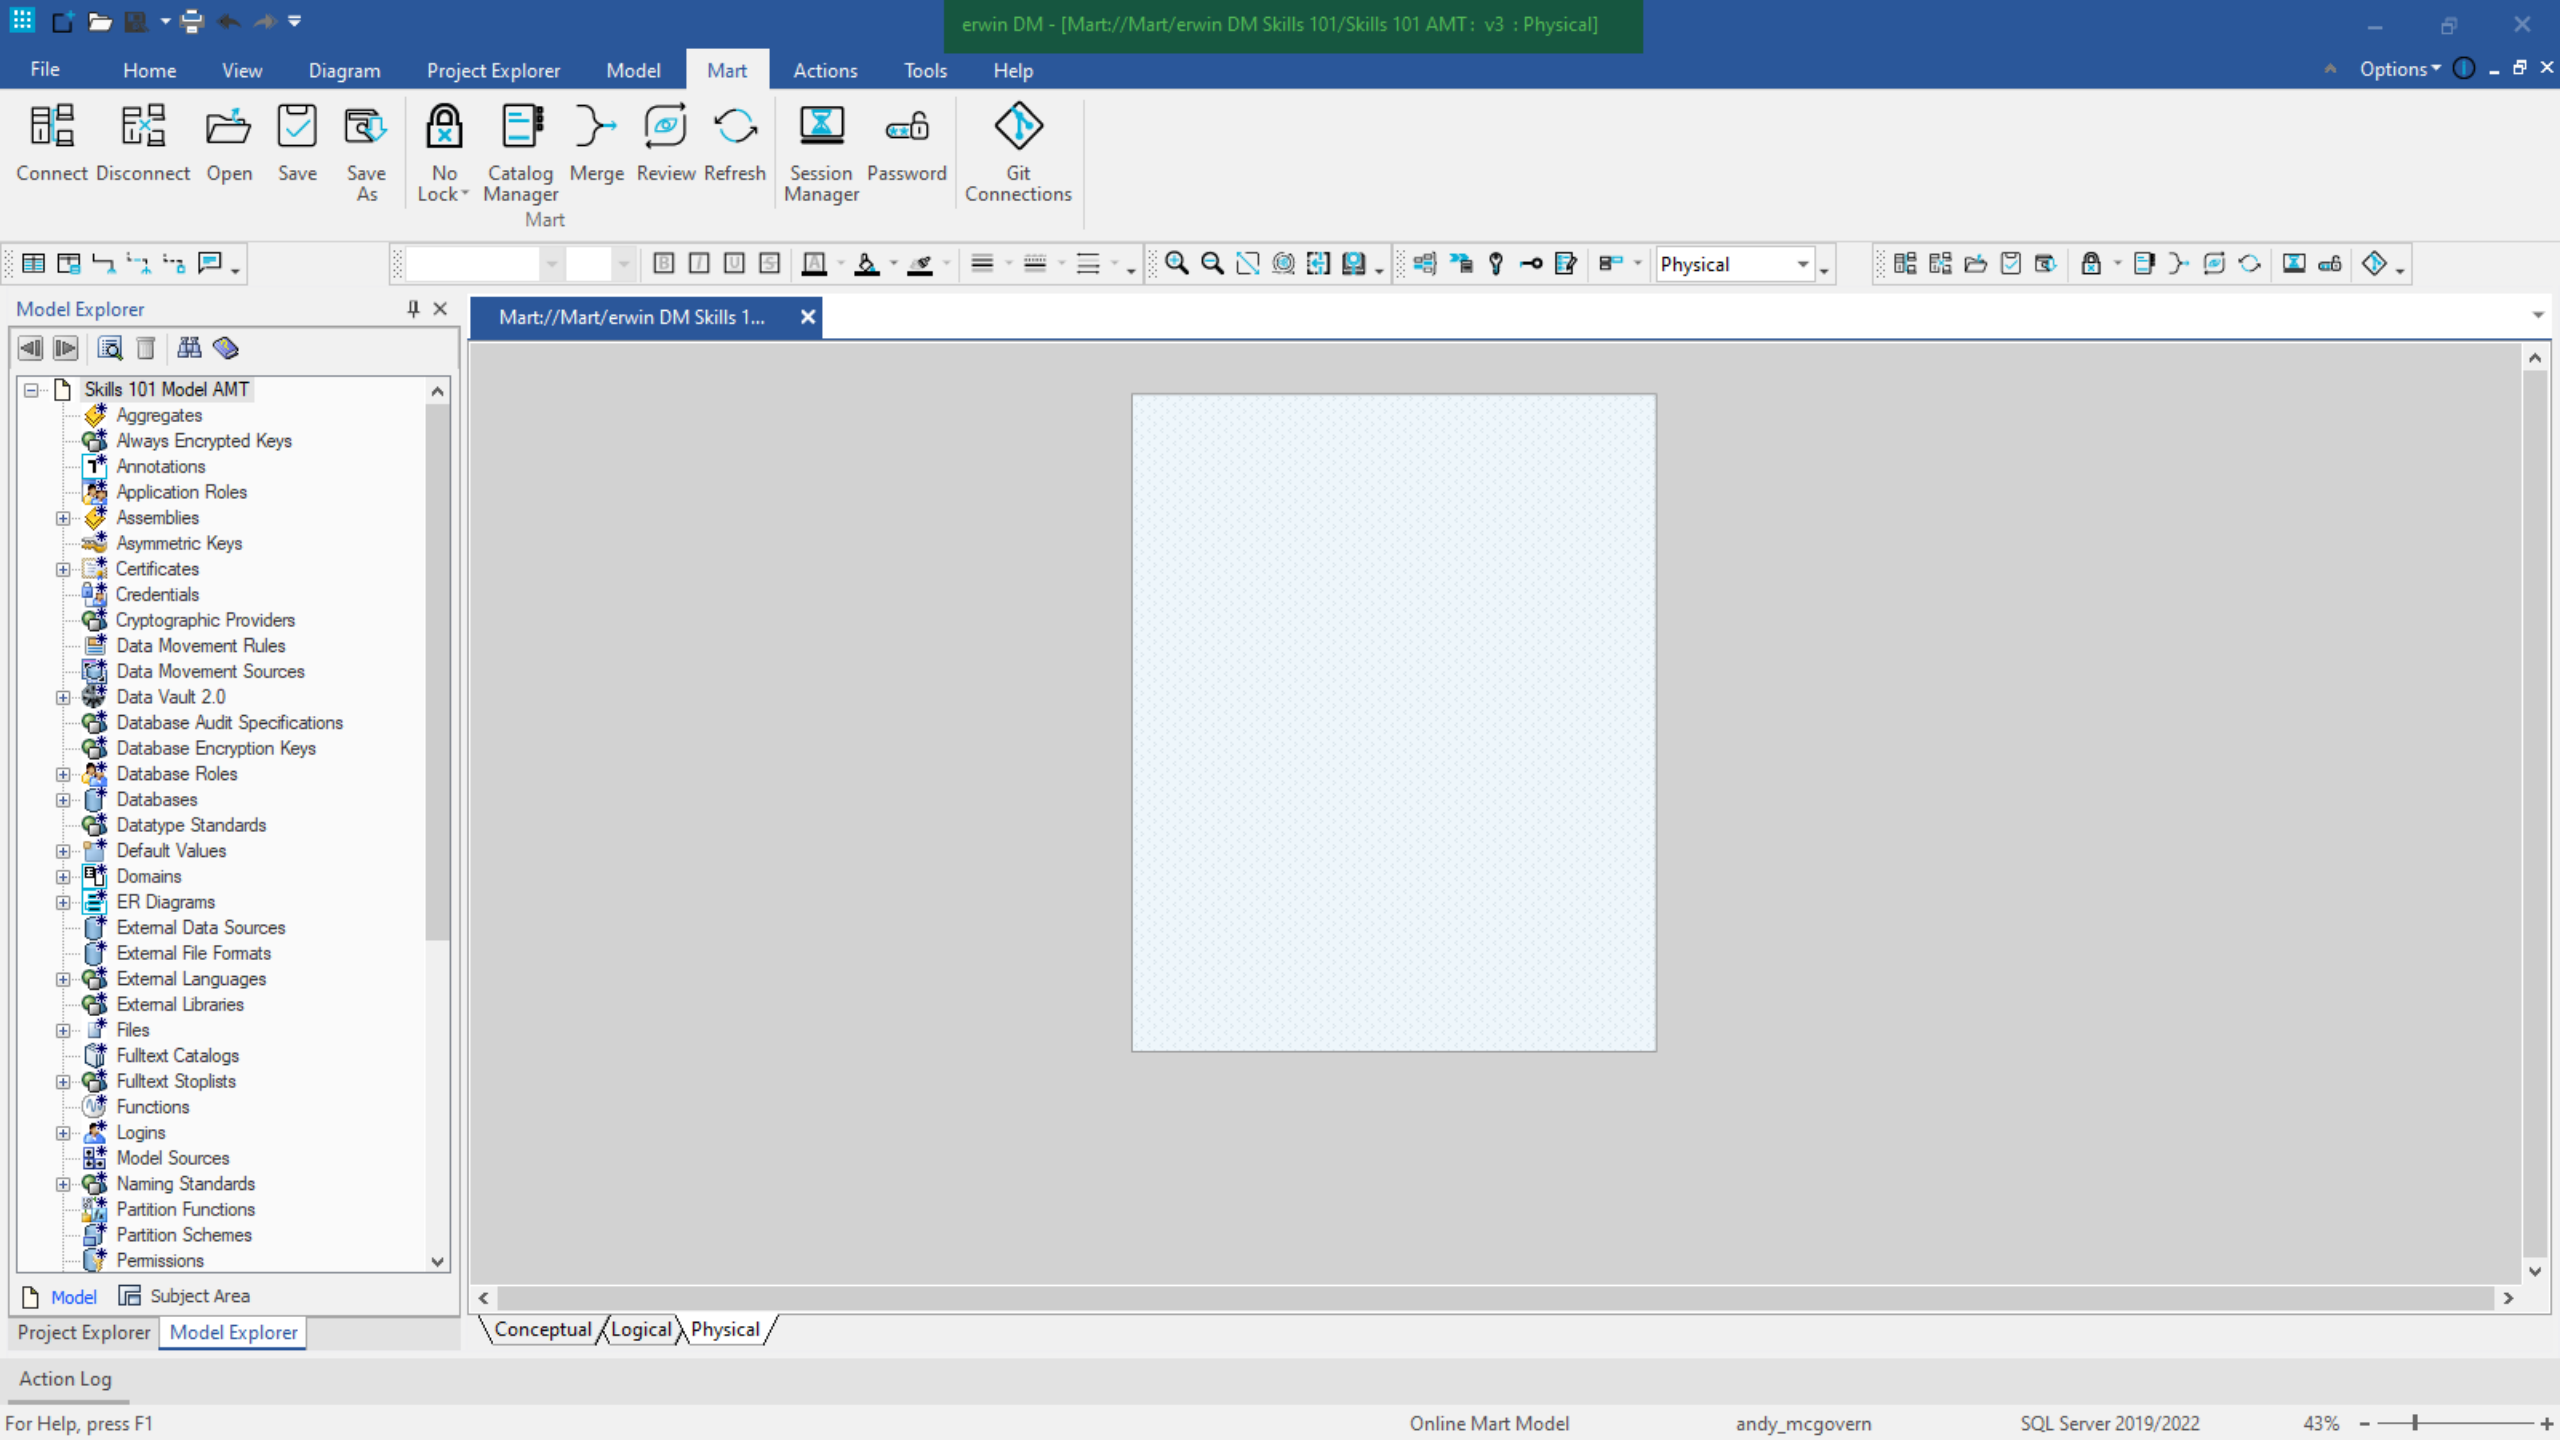 erwin DM - [Mart://Mart/erwin DM Skills 101/Skills 101 AMT : v3 : Physical]
File Home View Diagram Project Explorer Model Mart Actions Tools Help Options
Connect Disconnect Open Save Save As No Lock Catalog Manager Merge Review Refresh Session Manager Password Git Connections
Mart
B I U S A Physical
Model Explorer
Mart://Mart/erwin DM Skills 1...
Skills 101 Model AMT
Aggregates
Always Encrypted Keys
Annotations
Application Roles
Assemblies
Asymmetric Keys
Certificates
Credentials
Cryptographic Providers
Data Movement Rules
Data Movement Sources
Data Vault 2.0
Database Audit Specifications
Database Encryption Keys
Database Roles
Databases
Datatype Standards
Default Values
Domains
ER Diagrams
External Data Sources
External File Formats
External Languages
External Libraries
Files
Fulltext Catalogs
Fulltext Stoplists
Functions
Logins
Model Sources
Naming Standards
Partition Functions
Partition Schemes
Permissions
Model Subject Area
Project Explorer Model Explorer
Conceptual Logical Physical
Action Log
For Help, press F1 Online Mart Model andy_mcgovern SQL Server 2019/2022 43%